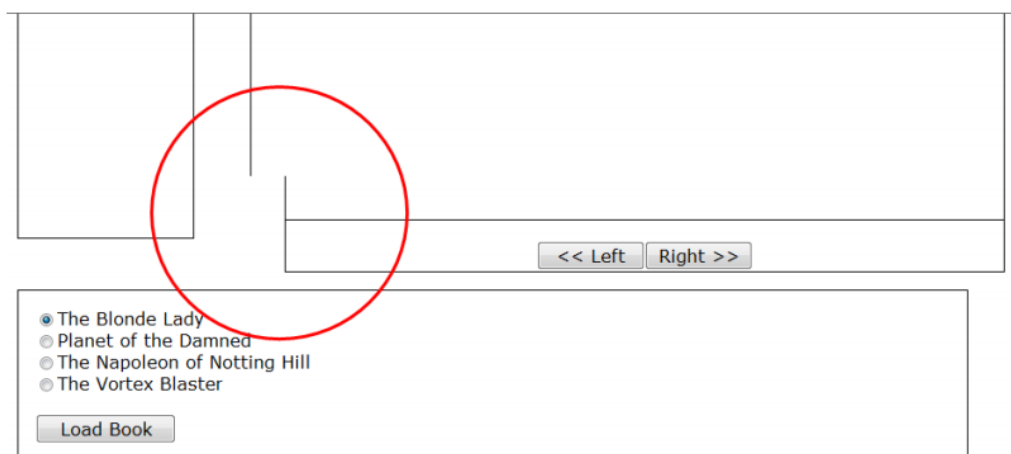 << Left Right >>
The Blonde Lady
Planet of the Damned
The Napoleon of Notting Hill
The Vortex Blaster
Load Book